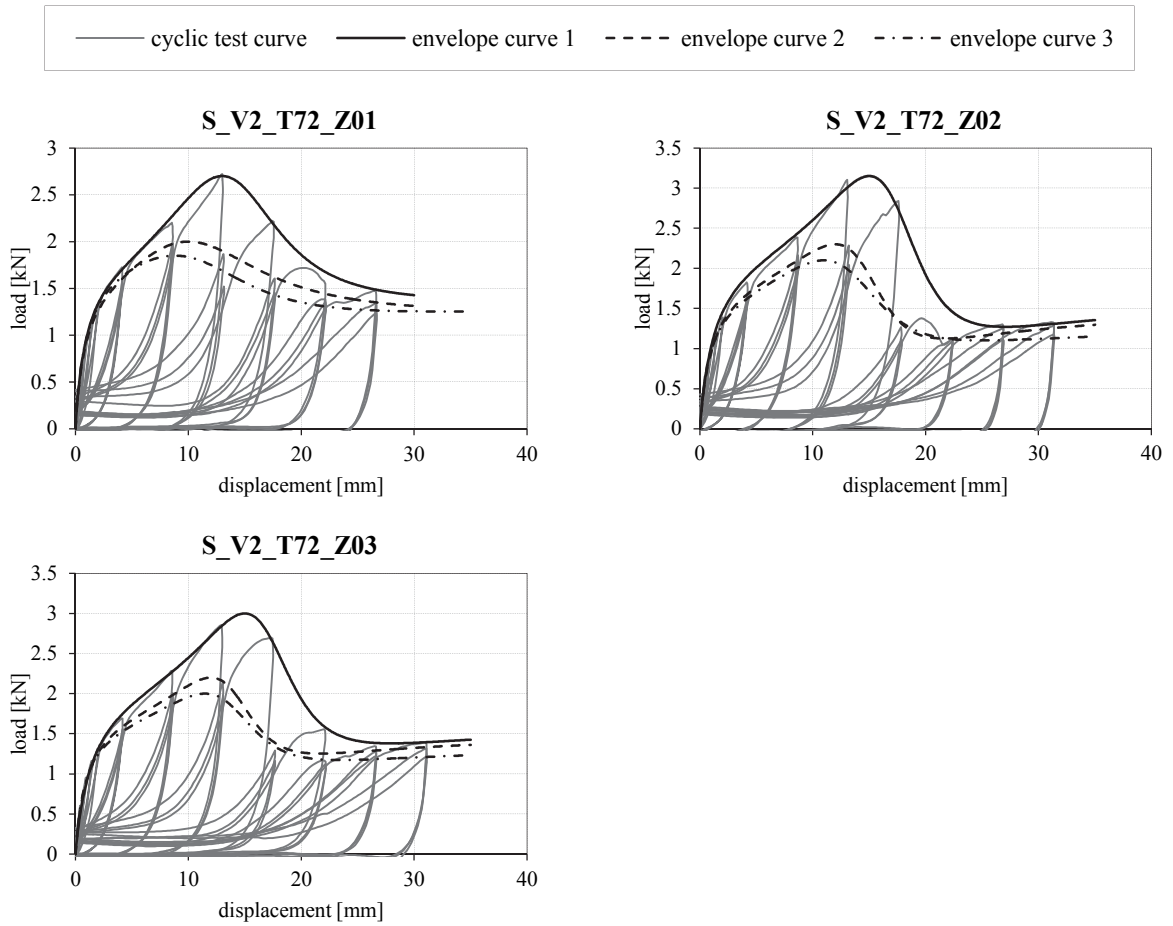 cyclic test curve envelope curve 1 envelope curve 2 envelope curve 3
S_V2_T72_Z01
3
2.5
2
1.5
1
0.5
0
load [kN]
0 10 20 30 40
displacement [mm]
S_V2_T72_Z02
3.5
3
2.5
2
1.5
1
0.5
0
load [kN]
0 10 20 30 40
displacement [mm]
S_V2_T72_Z03
3.5
3
2.5
2
1.5
1
0.5
0
load [kN]
0 10 20 30 40
displacement [mm]